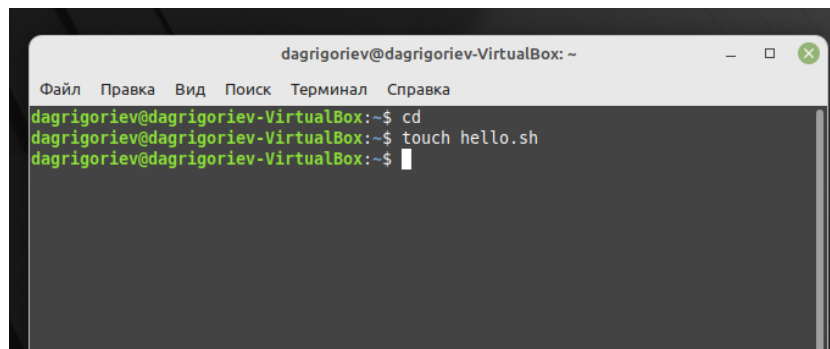 dagrigoriev@dagrigoriev-VirtualBox: ~
Файл Правка Вид Поиск Терминал Справка
dagrigoriev@dagrigoriev-VirtualBox:~$ cd
dagrigoriev@dagrigoriev-VirtualBox:~$ touch hello.sh
dagrigoriev@dagrigoriev-VirtualBox:~$